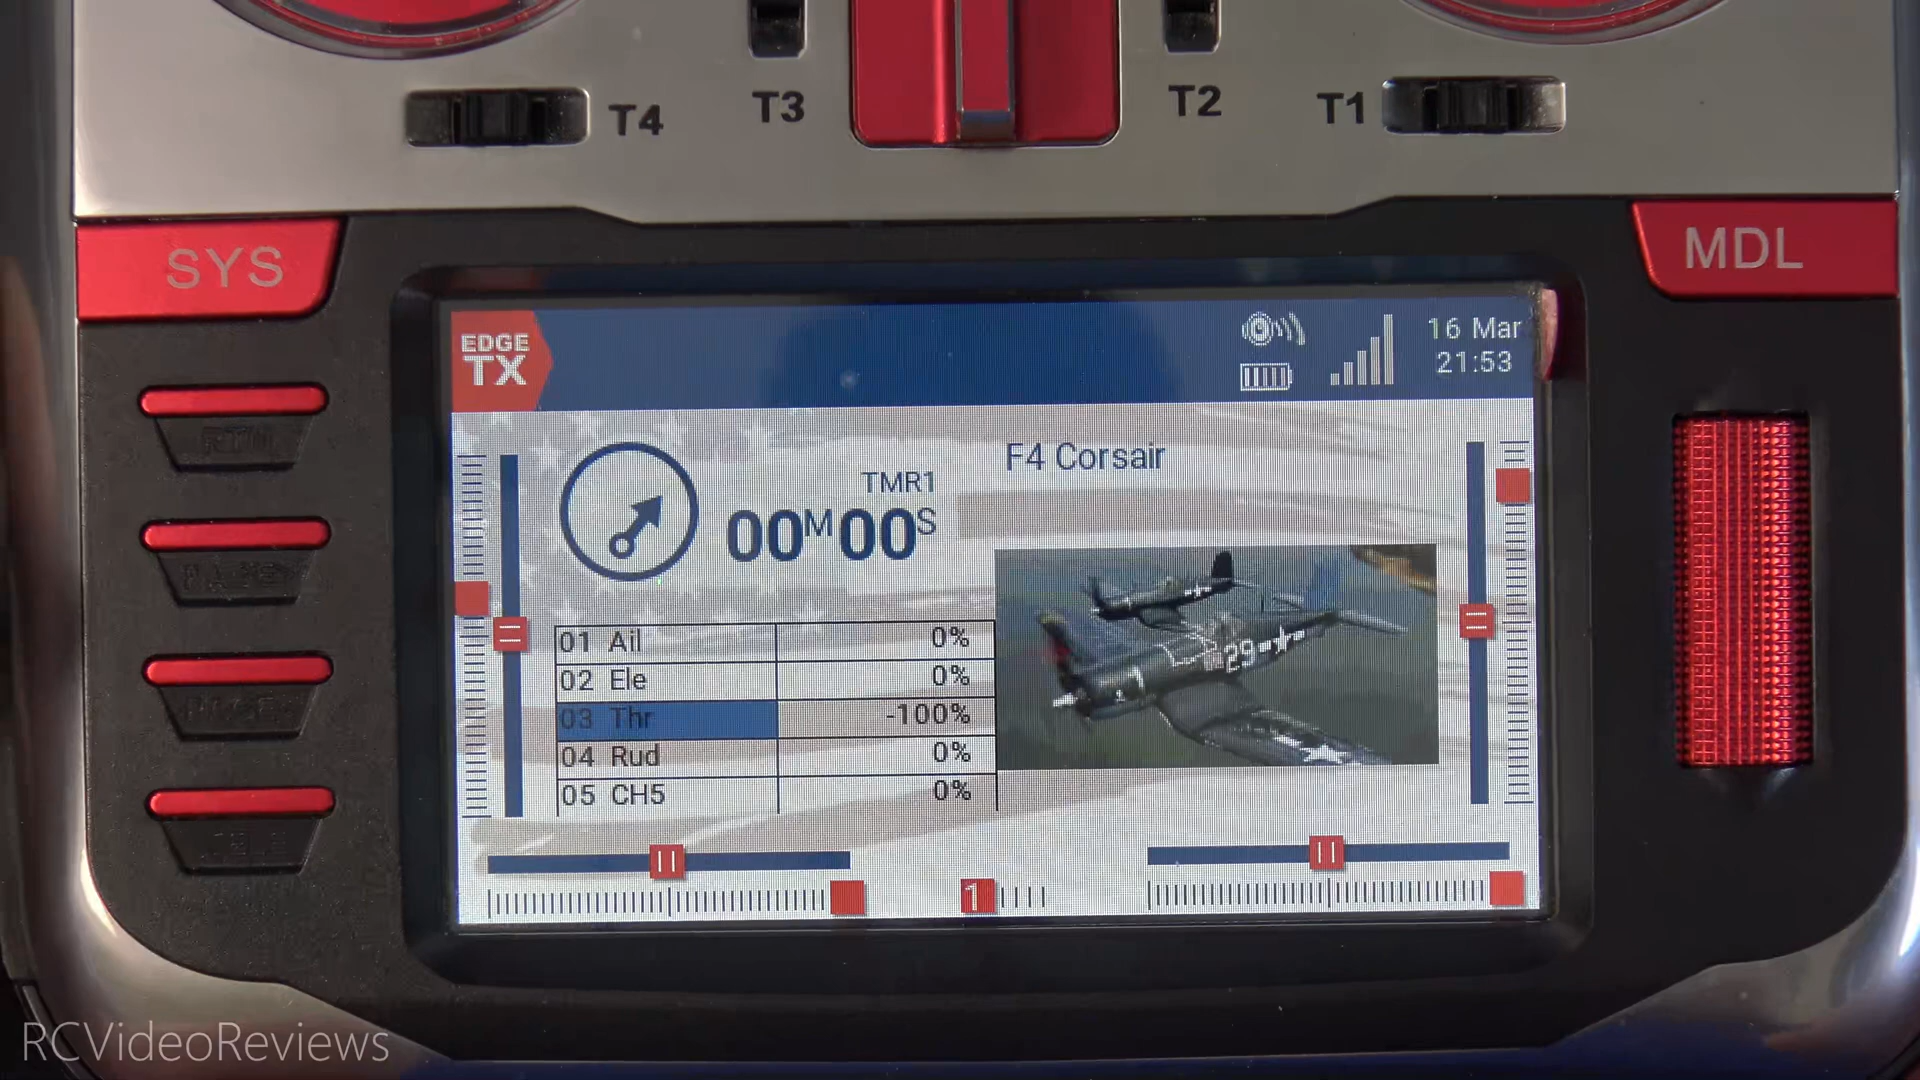 T4
T3
T2
T1
SYS
MDL
EDGE
TX
16 Mar
21:53
TMR1
00M00S
F4 Corsair
01 Ail 0%
02 Ele 0%
03 Thr -100%
04 Rud 0%
05 CH5 0%
29
1
RCVideoReviews